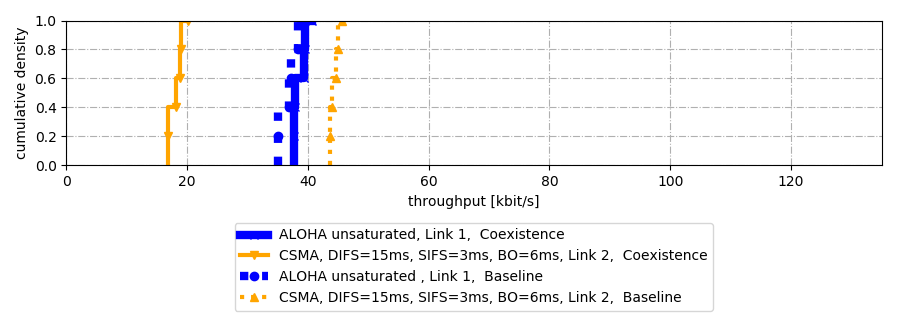 1.0
0.8
0.6
0.4
0.2
0.0
cumulative density
0 20 40 60 80 100 120
throughput [kbit/s]
ALOHA unsaturated, Link 1,  Coexistence
CSMA, DIFS=15ms, SIFS=3ms, BO=6ms, Link 2,  Coexistence
ALOHA unsaturated , Link 1,  Baseline
CSMA, DIFS=15ms, SIFS=3ms, BO=6ms, Link 2,  Baseline